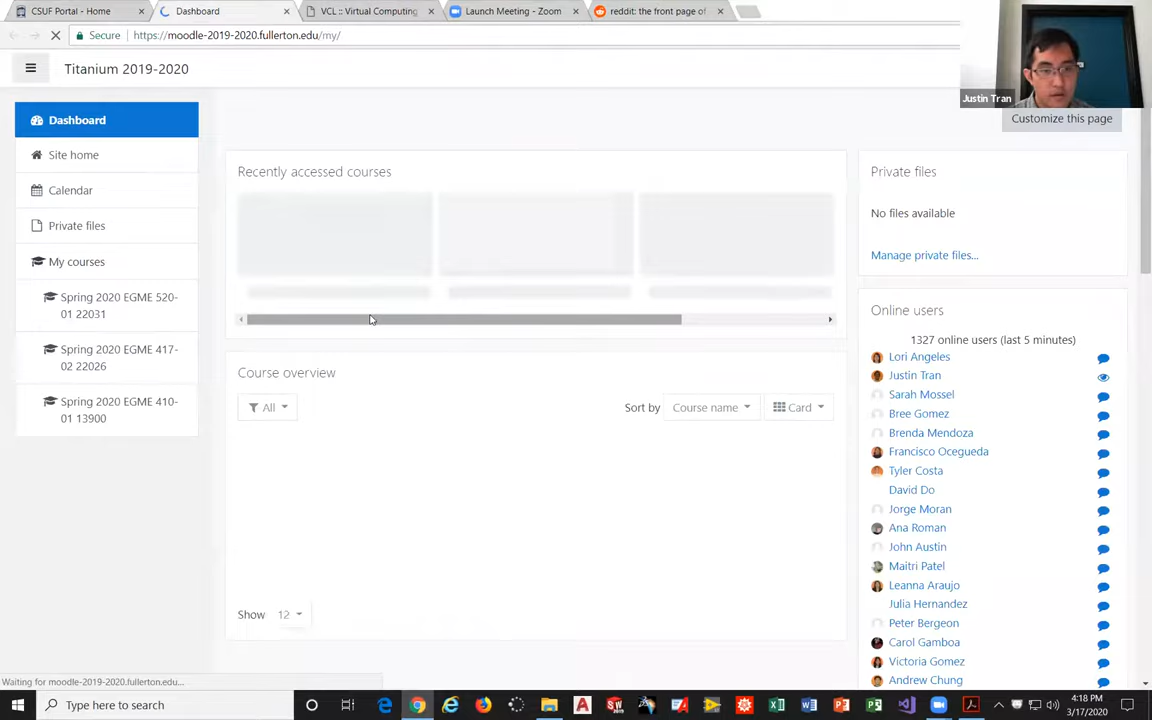 CSUF Portal - Home
Dashboard
VCL :: Virtual Computing
Launch Meeting - Zoom
reddit: the front page of
Secure
https://moodle-2019-2020.fullerton.edu/my/
Titanium 2019-2020
Justin Tran
Customize this page
Dashboard
Site home
Calendar
Private files
My courses
Spring 2020 EGME 520-
01 22031
Spring 2020 EGME 417-
02 22026
Spring 2020 EGME 410-
01 13900
Recently accessed courses
Course overview
All
Sort by
Course name
Card
Show
12
Private files
No files available
Manage private files...
Online users
1327 online users (last 5 minutes)
Lori Angeles
Justin Tran
Sarah Mossel
Bree Gomez
Brenda Mendoza
Francisco Ocegueda
Tyler Costa
David Do
Jorge Moran
Ana Roman
John Austin
Maitri Patel
Leanna Araujo
Julia Hernandez
Peter Bergeon
Carol Gamboa
Victoria Gomez
Andrew Chung
Waiting for moodle-2019-2020.fullerton.edu...
Type here to search
4:18 PM
3/17/2020